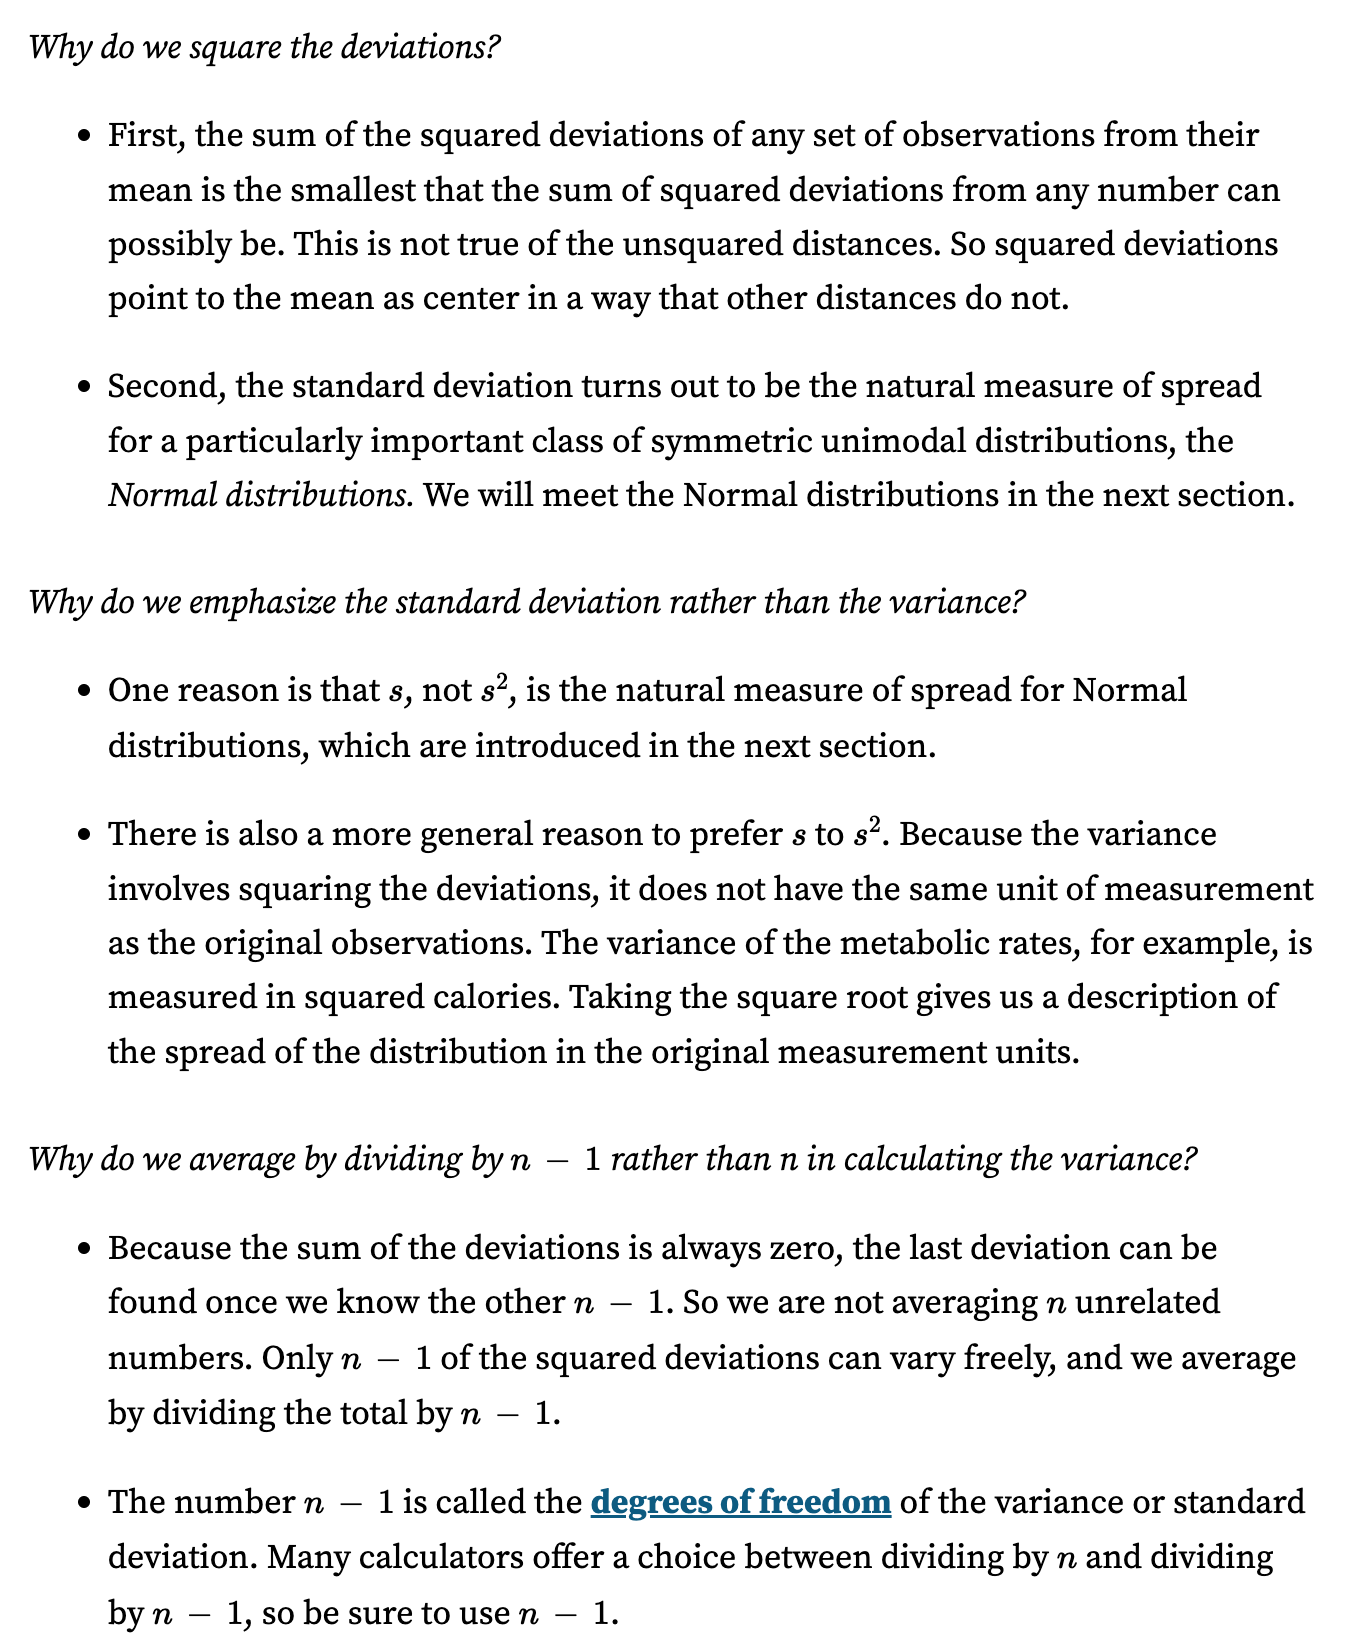 Why do we square the deviations?
• First, the sum of the squared deviations of any set of observations from their
mean is the smallest that the sum of squared deviations from any number can
possibly be. This is not true of the unsquared distances. So squared deviations
point to the mean as center in a way that other distances do not.
• Second, the standard deviation turns out to be the natural measure of spread
for a particularly important class of symmetric unimodal distributions, the
Normal distributions. We will meet the Normal distributions in the next section.
Why do we emphasize the standard deviation rather than the variance?
• One reason is that s, not s², is the natural measure of spread for Normal
distributions, which are introduced in the next section.
• There is also a more general reason to prefer s to s². Because the variance
involves squaring the deviations, it does not have the same unit of measurement
as the original observations. The variance of the metabolic rates, for example, is
measured in squared calories. Taking the square root gives us a description of
the spread of the distribution in the original measurement units.
Why do we average by dividing by n − 1 rather than n in calculating the variance?
• Because the sum of the deviations is always zero, the last deviation can be
found once we know the other n − 1. So we are not averaging n unrelated
numbers. Only n − 1 of the squared deviations can vary freely, and we average
by dividing the total by n − 1.
• The number n − 1 is called the degrees of freedom of the variance or standard
deviation. Many calculators offer a choice between dividing by n and dividing
by n − 1, so be sure to use n − 1.